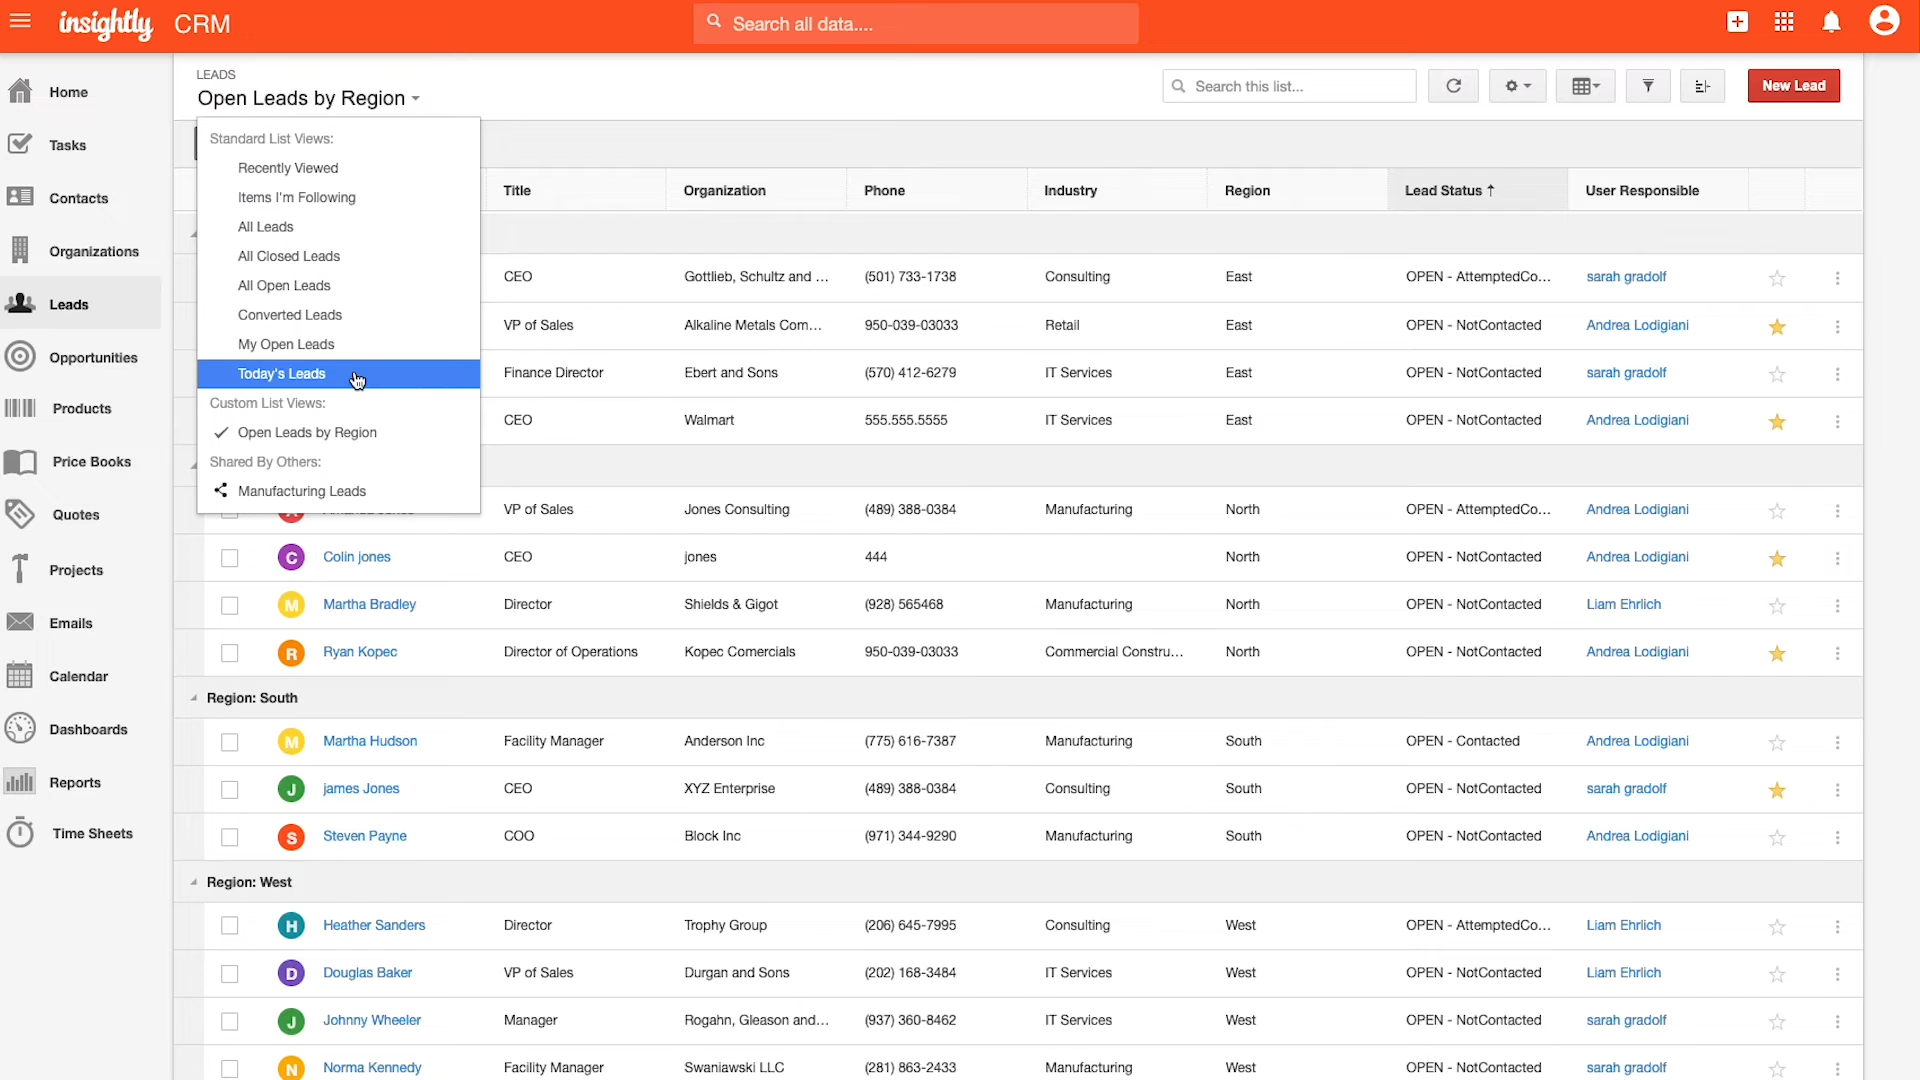 insightly CRM
Search all data....
Home
Tasks
Contacts
Organizations
Leads
Opportunities
Products
Price Books
Quotes
Projects
Emails
Calendar
Dashboards
Reports
Time Sheets
LEADS
Open Leads by Region
Search this list...
New Lead
Standard List Views:
Recently Viewed
Items I'm Following
All Leads
All Closed Leads
All Open Leads
Converted Leads
My Open Leads
Today's Leads
Custom List Views:
Open Leads by Region
Shared By Others:
Manufacturing Leads
Title Organization Phone Industry Region Lead Status ↑ User Responsible
CEO Gottlieb, Schultz and ... (501) 733-1738 Consulting East OPEN - AttemptedCo... sarah gradolf
VP of Sales Alkaline Metals Com... 950-039-03033 Retail East OPEN - NotContacted Andrea Lodigiani
Finance Director Ebert and Sons (570) 412-6279 IT Services East OPEN - NotContacted sarah gradolf
CEO Walmart 555.555.5555 IT Services East OPEN - NotContacted Andrea Lodigiani
VP of Sales Jones Consulting (489) 388-0384 Manufacturing North OPEN - AttemptedCo... Andrea Lodigiani
C Colin jones CEO jones 444 North OPEN - NotContacted Andrea Lodigiani
M Martha Bradley Director Shields & Gigot (928) 565468 Manufacturing North OPEN - NotContacted Liam Ehrlich
R Ryan Kopec Director of Operations Kopec Comercials 950-039-03033 Commercial Constru... North OPEN - NotContacted Andrea Lodigiani
Region: South
M Martha Hudson Facility Manager Anderson Inc (775) 616-7387 Manufacturing South OPEN - Contacted Andrea Lodigiani
J james Jones CEO XYZ Enterprise (489) 388-0384 Consulting South OPEN - NotContacted sarah gradolf
S Steven Payne COO Block Inc (971) 344-9290 Manufacturing South OPEN - NotContacted Andrea Lodigiani
Region: West
H Heather Sanders Director Trophy Group (206) 645-7995 Consulting West OPEN - AttemptedCo... Liam Ehrlich
D Douglas Baker VP of Sales Durgan and Sons (202) 168-3484 IT Services West OPEN - NotContacted Liam Ehrlich
J Johnny Wheeler Manager Rogahn, Gleason and... (937) 360-8462 IT Services West OPEN - NotContacted sarah gradolf
N Norma Kennedy Facility Manager Swaniawski LLC (281) 863-2433 Manufacturing West OPEN - NotContacted sarah gradolf